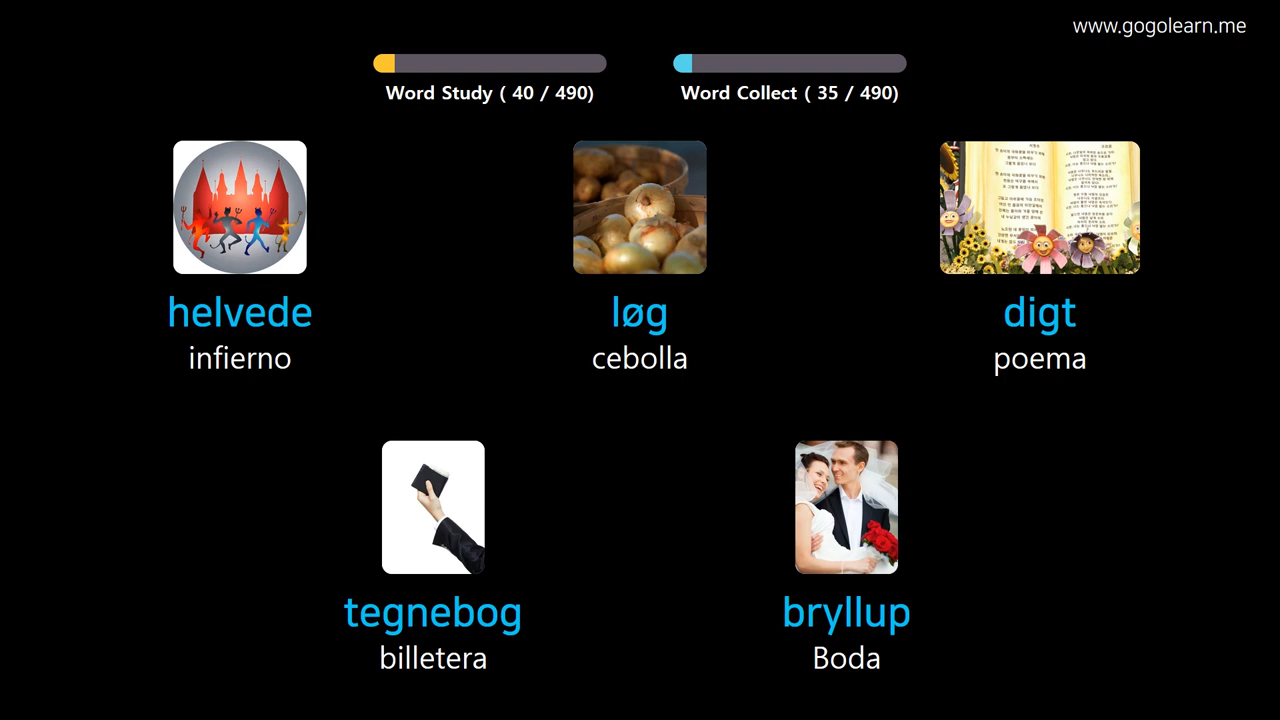 www.gogolearn.me
Word Study ( 40 / 490)
Word Collect ( 35 / 490)
helvede
infierno
løg
cebolla
digt
poema
tegnebog
billetera
bryllup
Boda